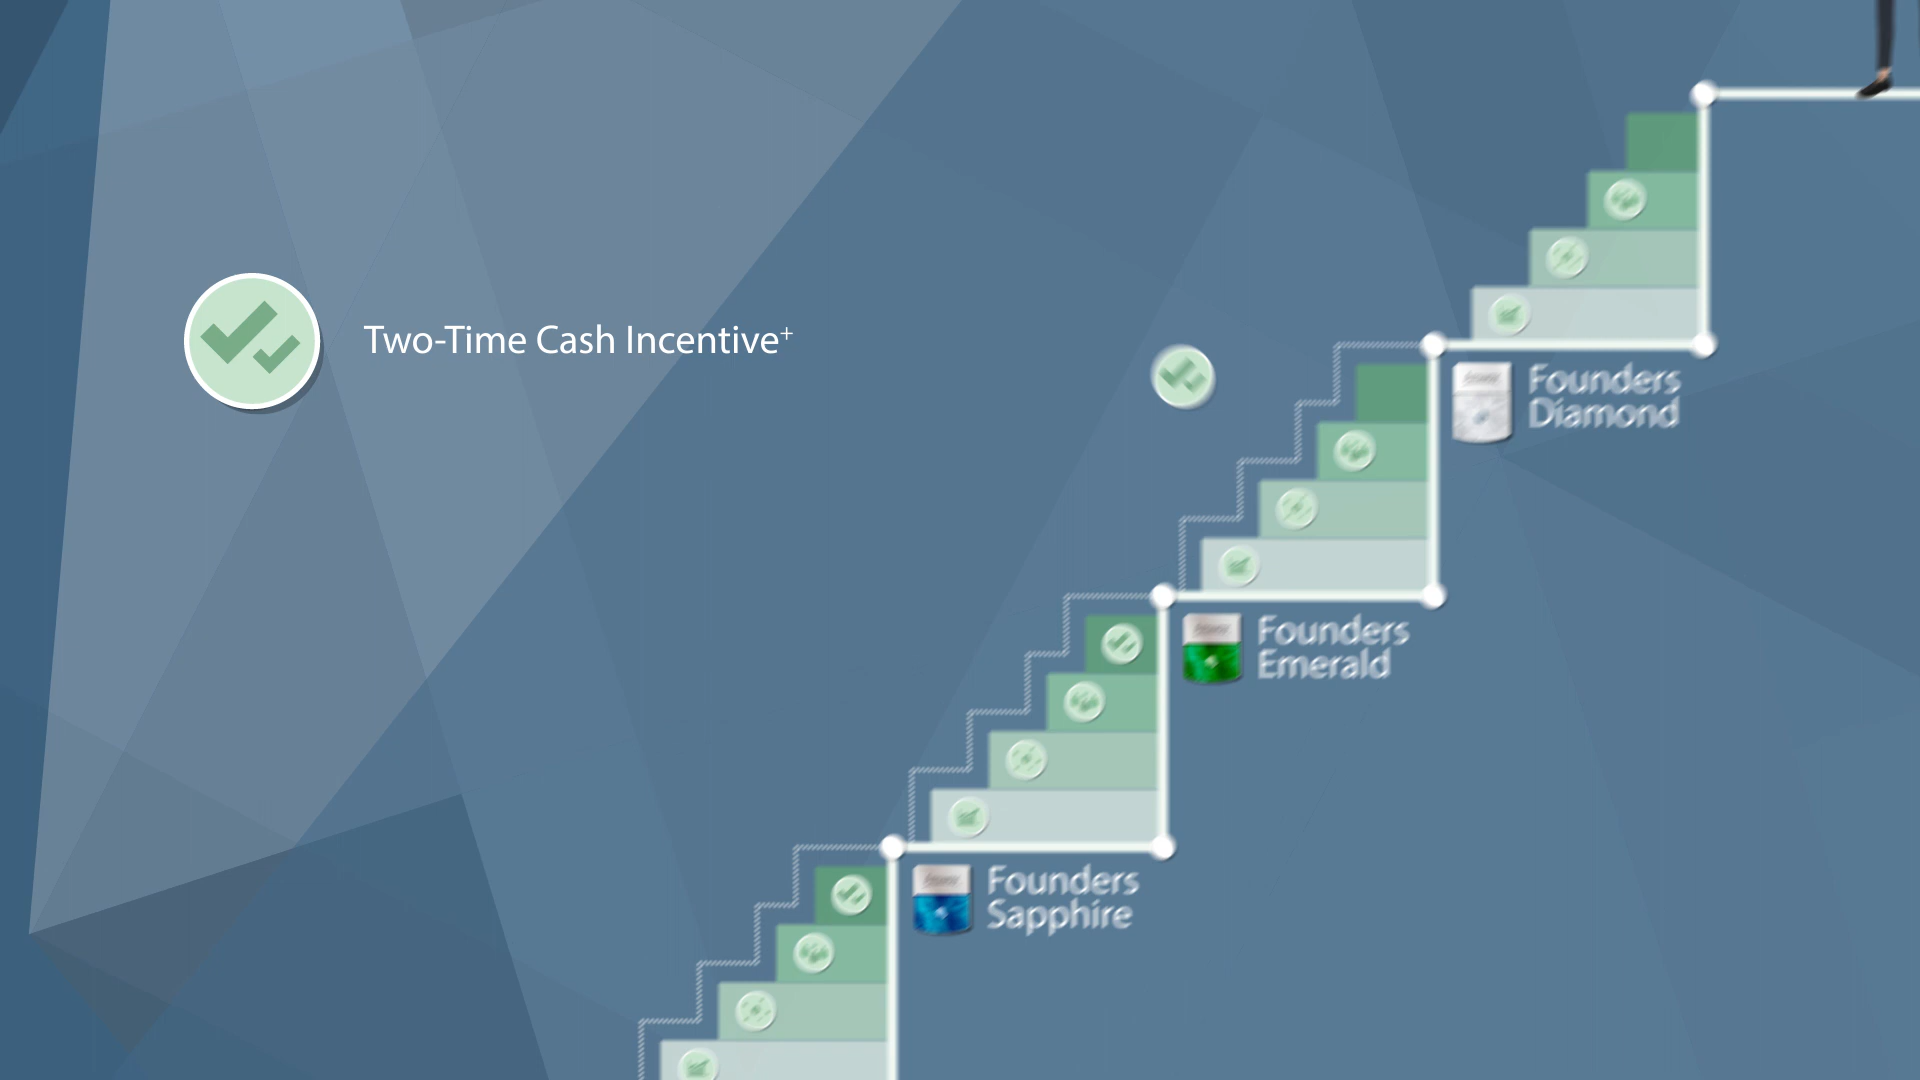 Two-Time Cash Incentive+
Founders
Diamond
Founders
Emerald
Founders
Sapphire